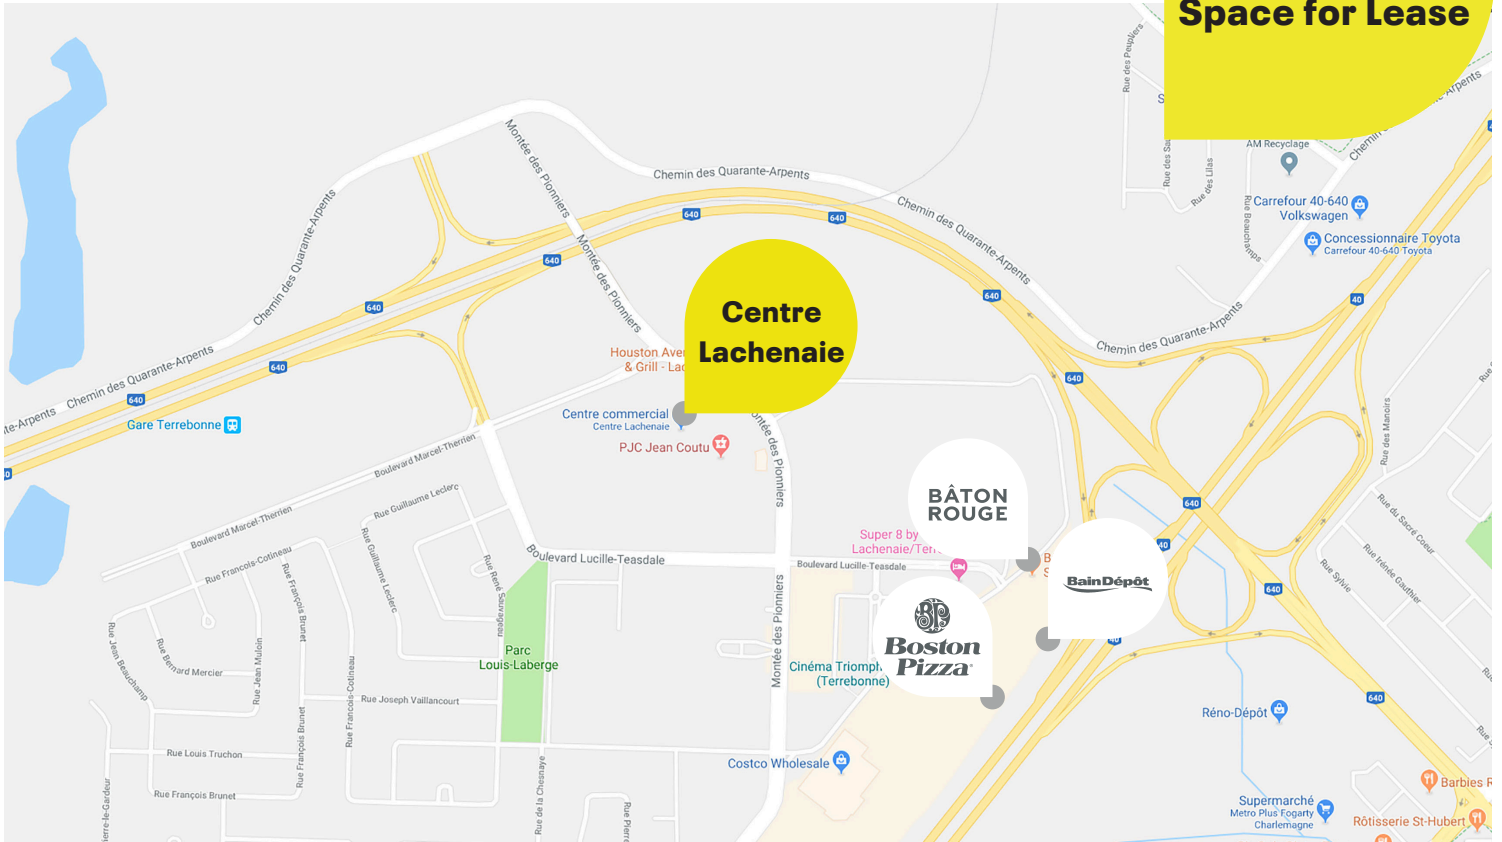 Space for Lease
Rue des Peupliers
Arpents
40
AM Recyclage
Chemin
Rue des Lilas
Rue Beauchamps
Carrefour 40-640
Volkswagen
Concessionnaire Toyota
Carrefour 40-640 Toyota
Montée des Pionniers
Chemin des Quarante-Arpents
640
640
Chemin des Quarante-Arpents
Chemin des Quarante-Arpents
Montée des Pionniers
640
640
640
40
Centre
Lachenaie
Chemin des Quarante-Arpents
Chemin des Quarante-Arpents
Houston
& Grill
640
640
640
Gare Terrebonne
Centre commercial
Centre Lachenaie
PJC Jean Coutu
Montée des Pionniers
Rue des Manoirs
Boulevard Marcel-Therrien
Boulevard Marcel-Therrien
Rue Guillaume Leclerc
Rue Guillaume Leclerc
BÂTON
ROUGE
640
Rue du Sacré Coeur
Super 8 by
Boulevard Lucille-Teasdale
Boulevard Lucille-Teasdale
Rue François-Cotineau
Rue René Sauvageau
Rue François Brunet
Rue Irénée Gauthier
Rue Sylvie
BainDépôt
640
Boston
Pizza
Montée des Pionniers
Rue Jean Beauchamp
Rue Bernard Mercier
Rue Jean Muloin
Parc
Louis-Laberge
Cinéma
(Terrebonne)
40
Rue François-Cotineau
Rue Joseph Vaillancourt
640
Réno-Dépôt
Rue François Brunet
Rue Louis Truchon
Costco Wholesale
Rue François Brunet
Rue de la Chesnaye
Supermarché
Metro Plus Fogarty
Charlemagne
Barbies
Rôtisserie St-Hubert